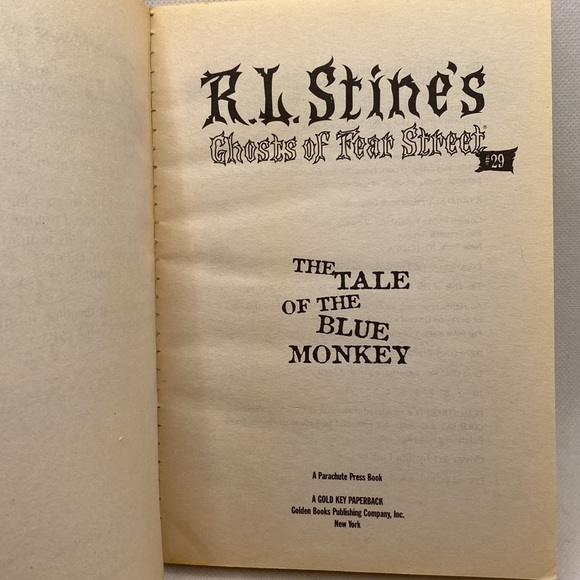 R.L. Stine's
Ghosts of Fear Street
#29
THE TALE
OF THE
BLUE
MONKEY
A Parachute Press Book
A GOLD KEY PAPERBACK
Golden Books Publishing Company, Inc.
New York